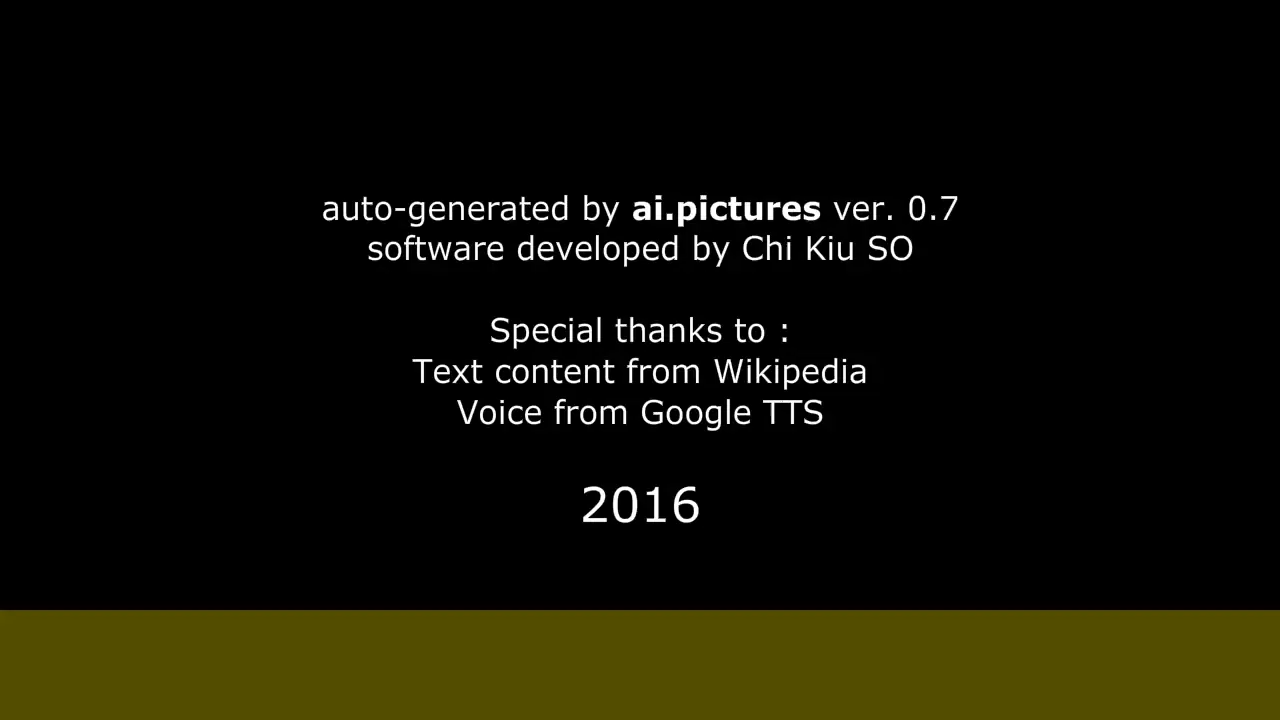 auto-generated by ai.pictures ver. 0.7
software developed by Chi Kiu SO
Special thanks to :
Text content from Wikipedia
Voice from Google TTS
2016